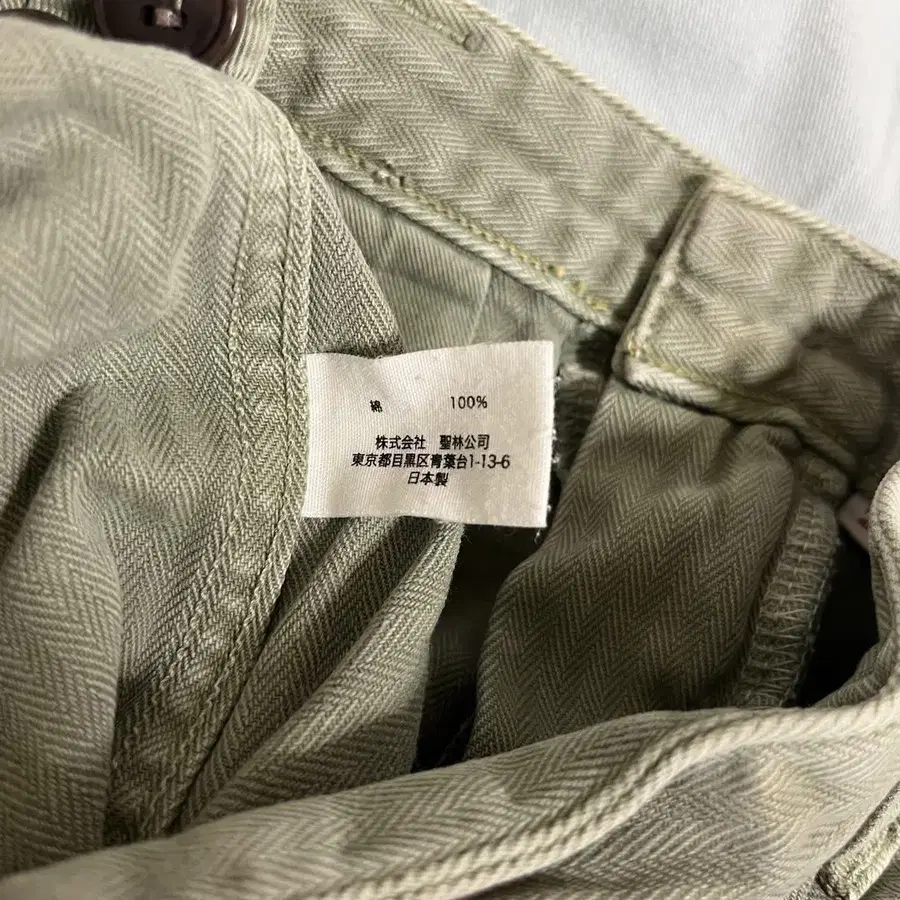 綿 100%
株式会社 聖林公司
東京都目黒区青葉台1-13-6
日本製